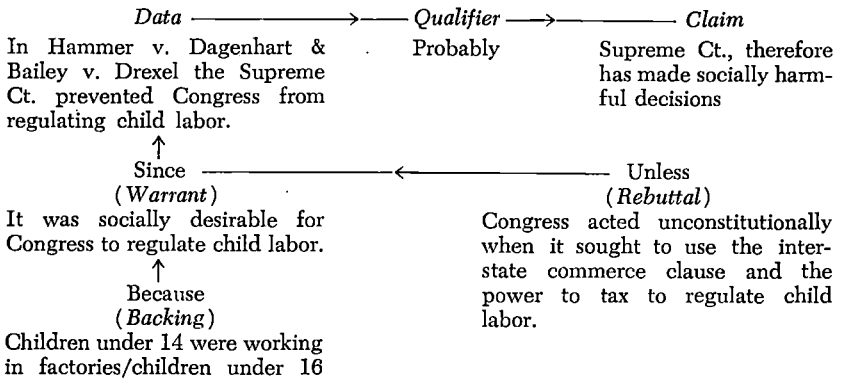 Data Qualifier Claim
In Hammer v. Dagenhart &
Bailey v. Drexel the Supreme
Ct. prevented Congress from
regulating child labor.
Probably
Supreme Ct., therefore
has made socially harm-
ful decisions
Since
(Warrant)
It was socially desirable for
Congress to regulate child labor.
Unless
(Rebuttal)
Congress acted unconstitutionally
when it sought to use the inter-
state commerce clause and the
power to tax to regulate child
labor.
Because
(Backing)
Children under 14 were working
in factories/children under 16